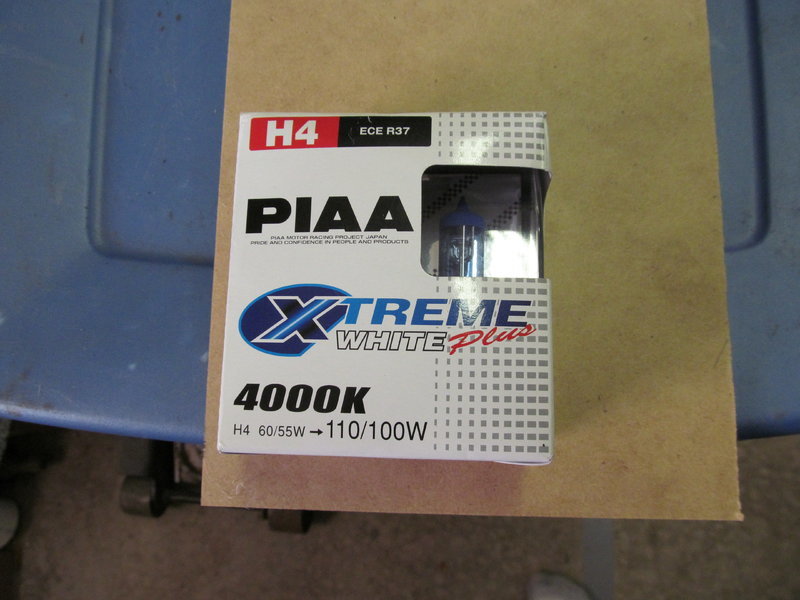 H4 ECE R37
PIAA
PIAA MOTOR RACING PROJECT JAPAN.
PRIDE AND CONFIDENCE IN PEOPLE AND PRODUCTS
XTREME
WHITE Plus
4000K
H4 60/55W → 110/100W